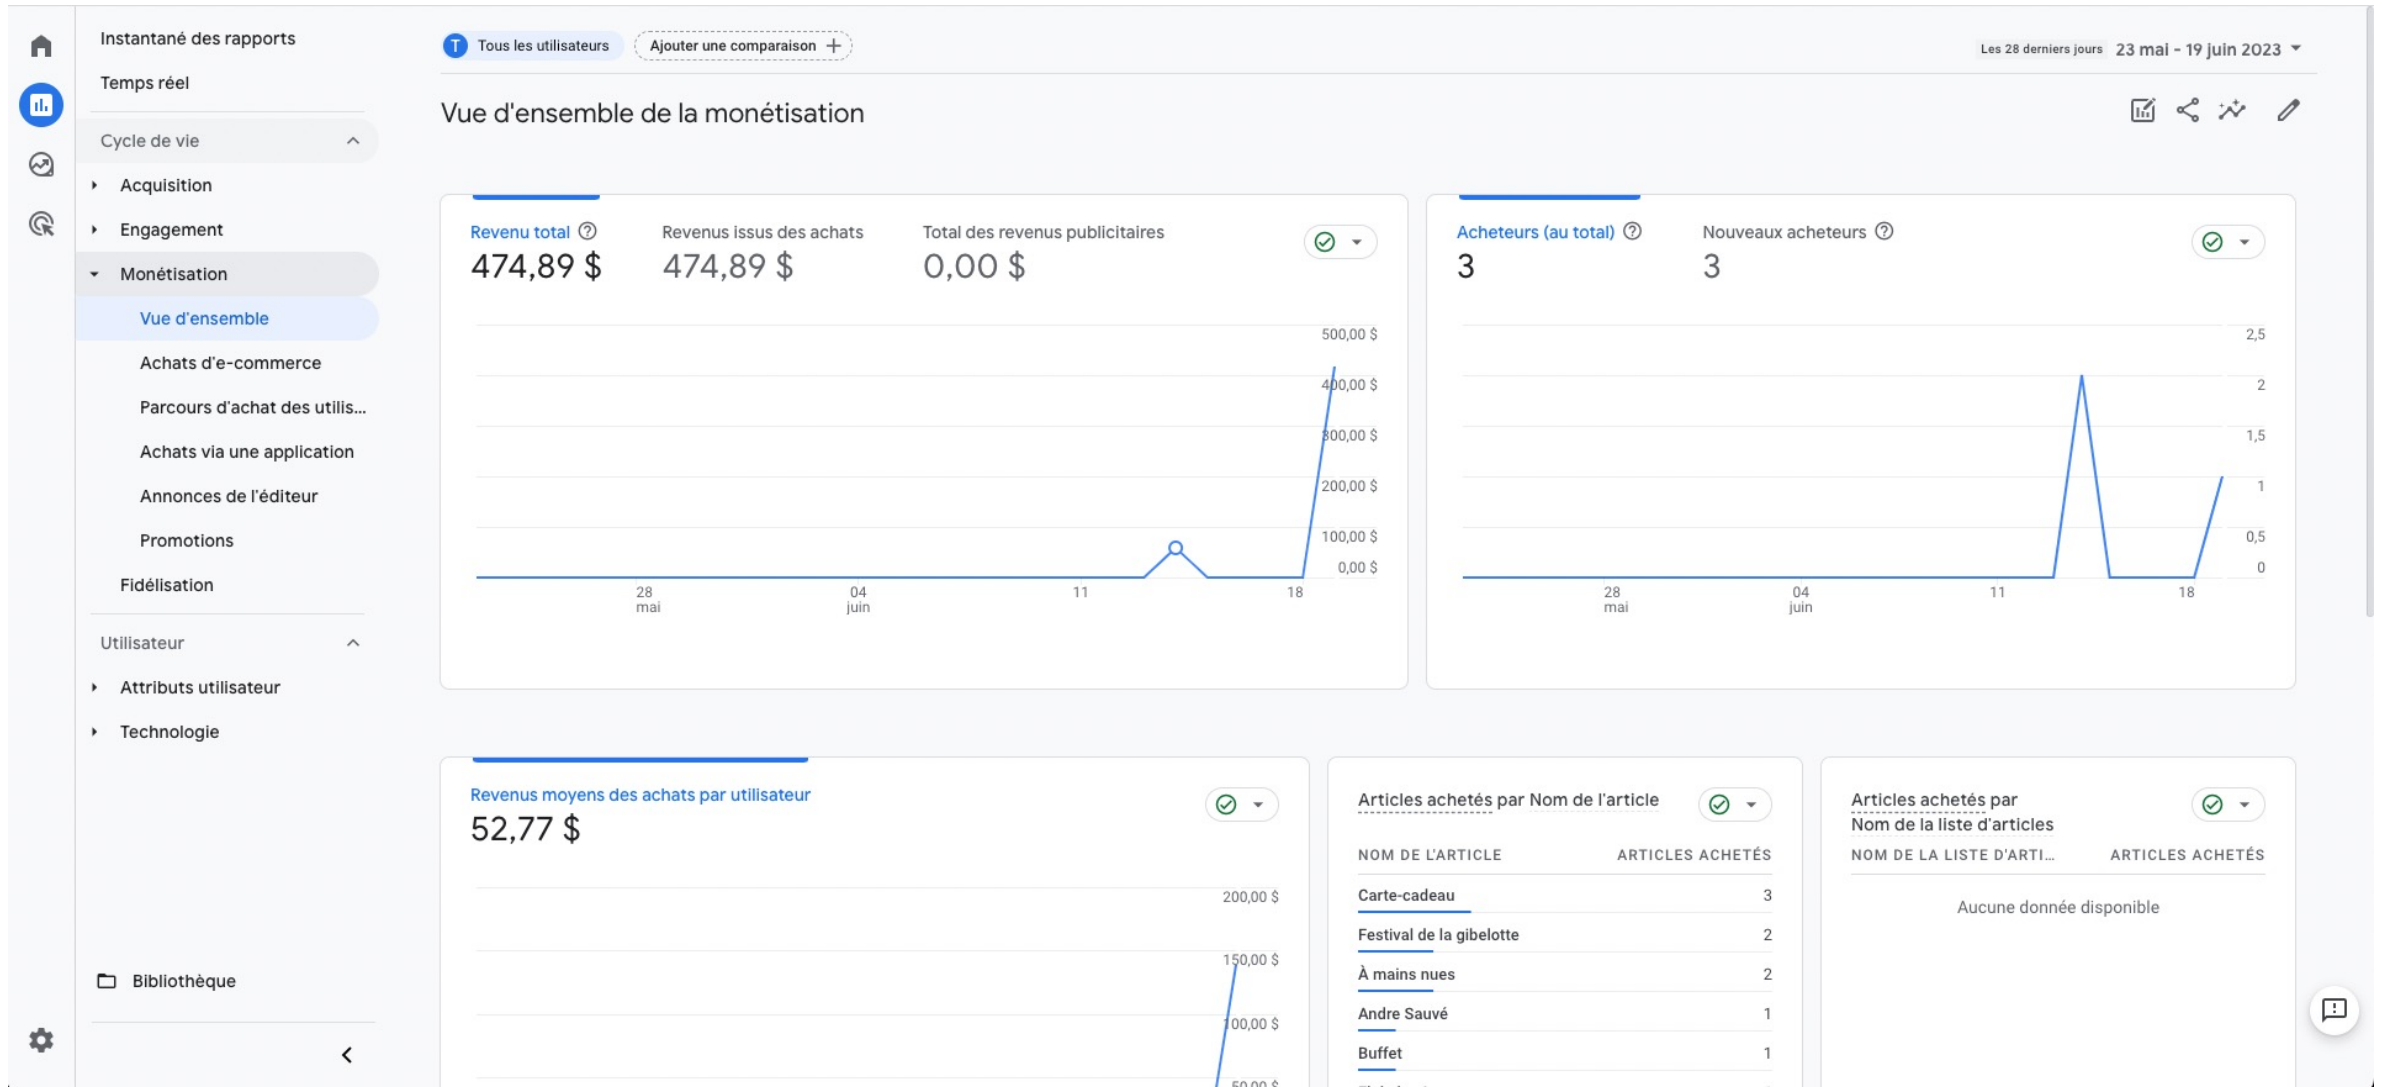 Instantané des rapports
Temps réel
Cycle de vie
Acquisition
Engagement
Monétisation
Vue d'ensemble
Achats d'e-commerce
Parcours d'achat des utilis...
Achats via une application
Annonces de l'éditeur
Promotions
Fidélisation
Utilisateur
Attributs utilisateur
Technologie
Bibliothèque
T Tous les utilisateurs
Ajouter une comparaison
Les 28 derniers jours 23 mai - 19 juin 2023
Vue d'ensemble de la monétisation
Revenu total
474,89 $
Revenus issus des achats
474,89 $
Total des revenus publicitaires
0,00 $
500,00 $
400,00 $
300,00 $
200,00 $
100,00 $
0,00 $
28 mai
04 juin
11
18
Acheteurs (au total)
3
Nouveaux acheteurs
3
2,5
2
1,5
1
0,5
0
28 mai
04 juin
11
18
Revenus moyens des achats par utilisateur
52,77 $
200,00 $
150,00 $
100,00 $
50,00 $
Articles achetés par Nom de l'article
NOM DE L'ARTICLE ARTICLES ACHETÉS
Carte-cadeau 3
Festival de la gibelotte 2
À mains nues 2
Andre Sauvé 1
Buffet 1
Articles achetés par
Nom de la liste d'articles
NOM DE LA LISTE D'ARTI... ARTICLES ACHETÉS
Aucune donnée disponible